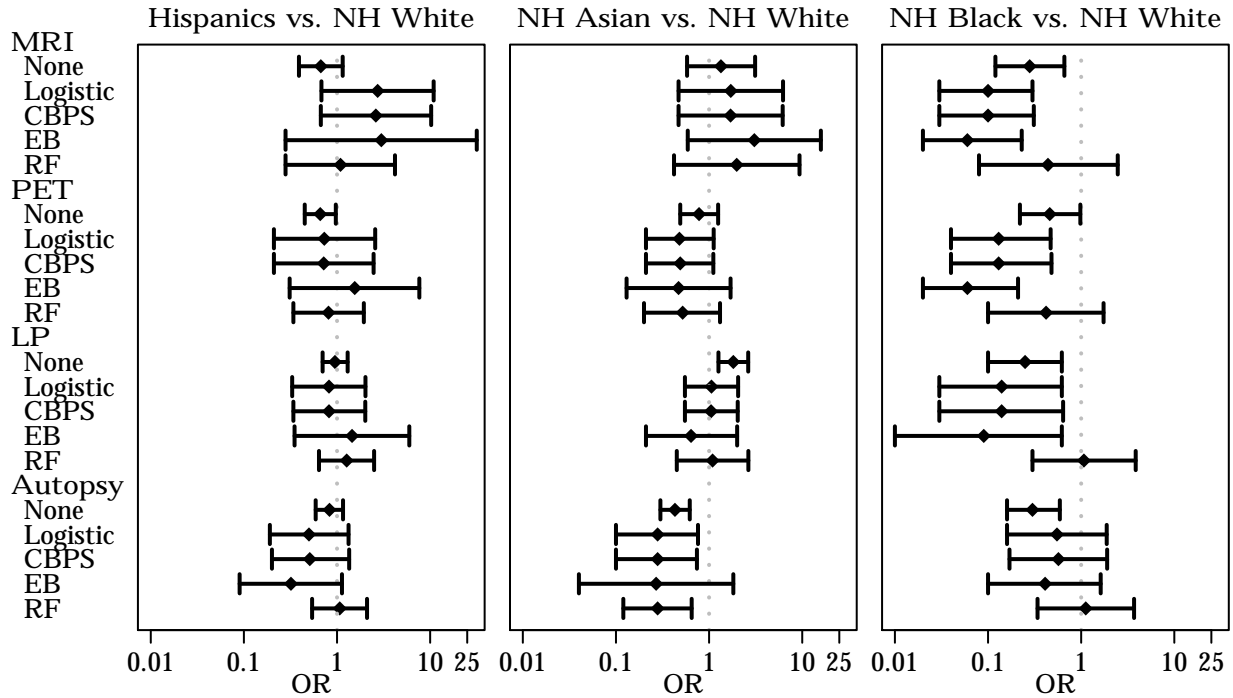 Hispanics vs. NH White
NH Asian vs. NH White
NH Black vs. NH White
MRI
None
Logistic
CBPS
EB
RF
PET
None
Logistic
CBPS
EB
RF
LP
None
Logistic
CBPS
EB
RF
Autopsy
None
Logistic
CBPS
EB
RF
0.01 0.1 1 10 25
0.01 0.1 1 10 25
0.01 0.1 1 10 25
OR
OR
OR